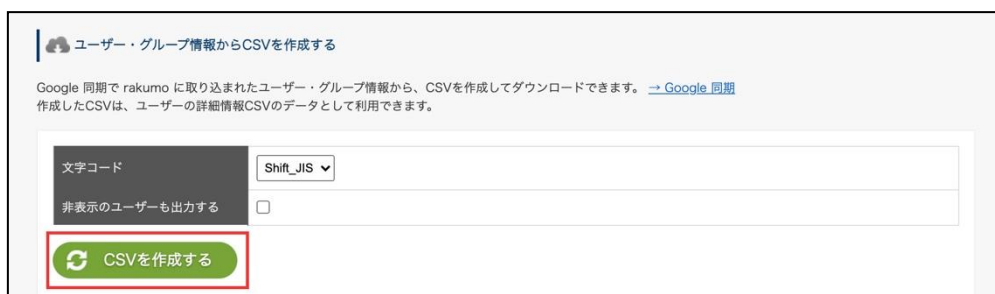 ユーザー・グループ情報からCSVを作成する
Google 同期で rakumo に取り込まれたユーザー・グループ情報から、CSVを作成してダウンロードできます。 → Google 同期
作成したCSVは、ユーザーの詳細情報CSVのデータとして利用できます。
文字コード Shift_JIS
非表示のユーザーも出力する
CSVを作成する